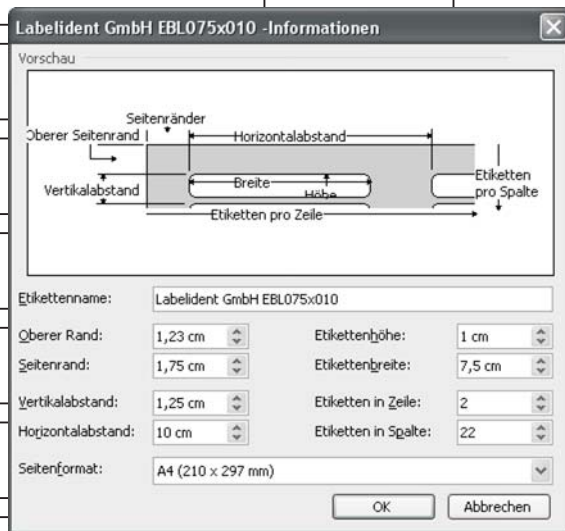 Labelident GmbH EBL075x010 -Informationen
Vorschau
Seitenränder
Oberer Seitenrand
Horizontalabstand
Vertikalabstand
Breite
Höhe
Etiketten
pro Spalte
Etiketten pro Zeile
Etikettenname: Labelident GmbH EBL075x010
Oberer Rand: 1,23 cm Etikettenhöhe: 1 cm
Seitenrand: 1,75 cm Etikettenbreite: 7,5 cm
Vertikalabstand: 1,25 cm Etiketten in Zeile: 2
Horizontalabstand: 10 cm Etiketten in Spalte: 22
Seitenformat: A4 (210 x 297 mm)
OK Abbrechen